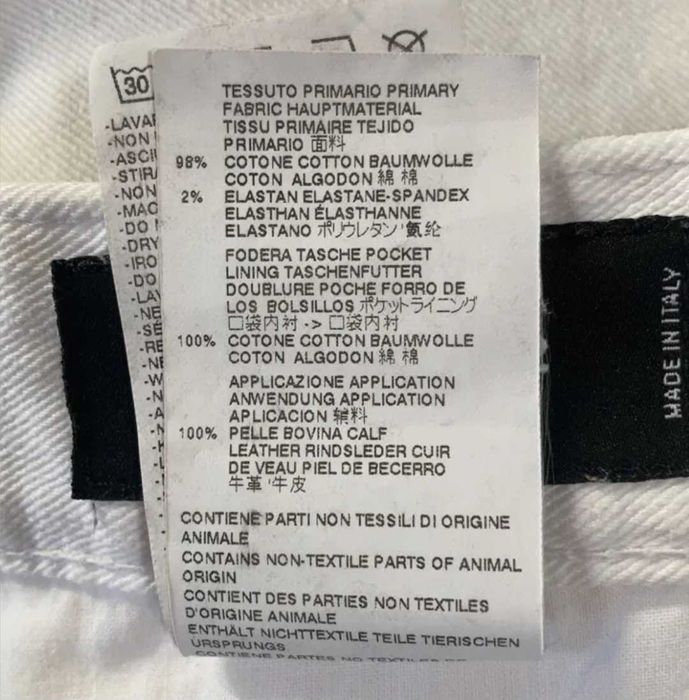 30
TESSUTO PRIMARIO PRIMARY
FABRIC HAUPTMATERIAL
TISSU PRIMAIRE TEJIDO
PRIMARIO 面料
98% COTONE COTTON BAUMWOLLE
COTON ALGODON 綿 棉
2% ELASTAN ELASTANE-SPANDEX
ELASTHAN ÉLASTHANNE
ELASTANO ポリウレタン '氨纶
FODERA TASCHE POCKET
LINING TASCHENFUTTER
DOUBLURE POCHE FORRO DE
LOS BOLSILLOS ポケットライニング
口袋内衬 -> 口袋内衬
100% COTONE COTTON BAUMWOLLE
COTON ALGODON 綿 棉
APPLICAZIONE APPLICATION
ANWENDUNG APPLICATION
APLICACION 辅料
100% PELLE BOVINA CALF
LEATHER RINDSLEDER CUIR
DE VEAU PIEL DE BECERRO
牛革 '牛皮
CONTIENE PARTI NON TESSILI DI ORIGINE
ANIMALE
CONTAINS NON-TEXTILE PARTS OF ANIMAL
ORIGIN
CONTIENT DES PARTIES NON TEXTILES
D'ORIGINE ANIMALE
ENTHÄLT NICHTTEXTILE TEILE TIERISCHEN
URSPRUNGS
CONTIENE PARTES NO TEXTILES DE
MADE IN ITALY